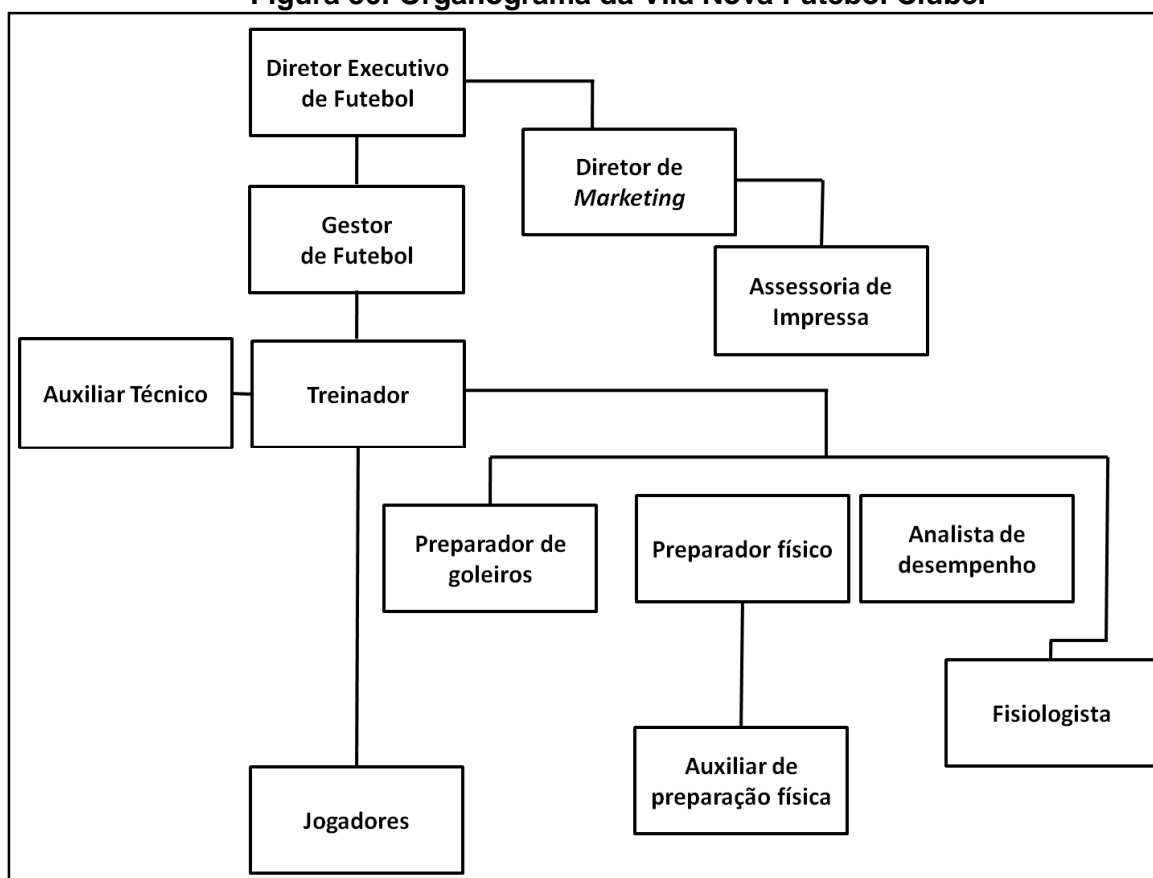 Figura Organograma da Vila Nova Futebol Clube.
Diretor Executivo
de Futebol
Diretor de
Marketing
Gestor
de Futebol
Assessoria de
Impressa
Auxiliar Técnico
Treinador
Preparador de
goleiros
Preparador físico
Analista de
desempenho
Fisiologista
Auxiliar de
preparação física
Jogadores